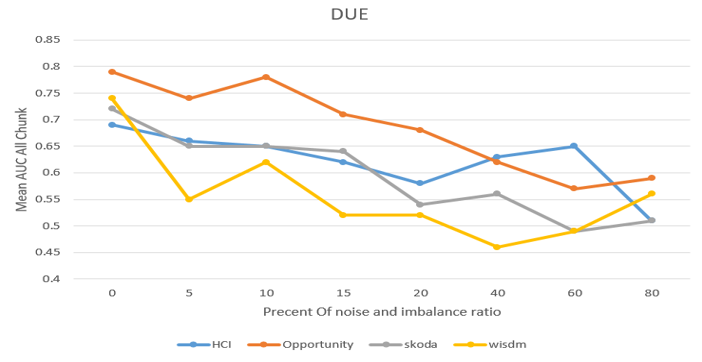 DUE
0.85
0.8
0.75
0.7
0.65
0.6
0.55
0.5
0.45
0.4
Mean AUC All Chunk
0 5 10 15 20 40 60 80
Precent Of noise and imbalance ratio
HCI Opportunity skoda wisdm